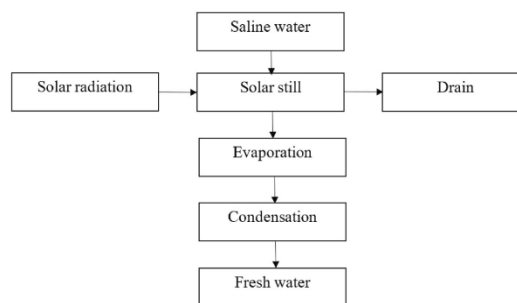 Saline water
Solar radiation
Solar still
Drain
Evaporation
Condensation
Fresh water